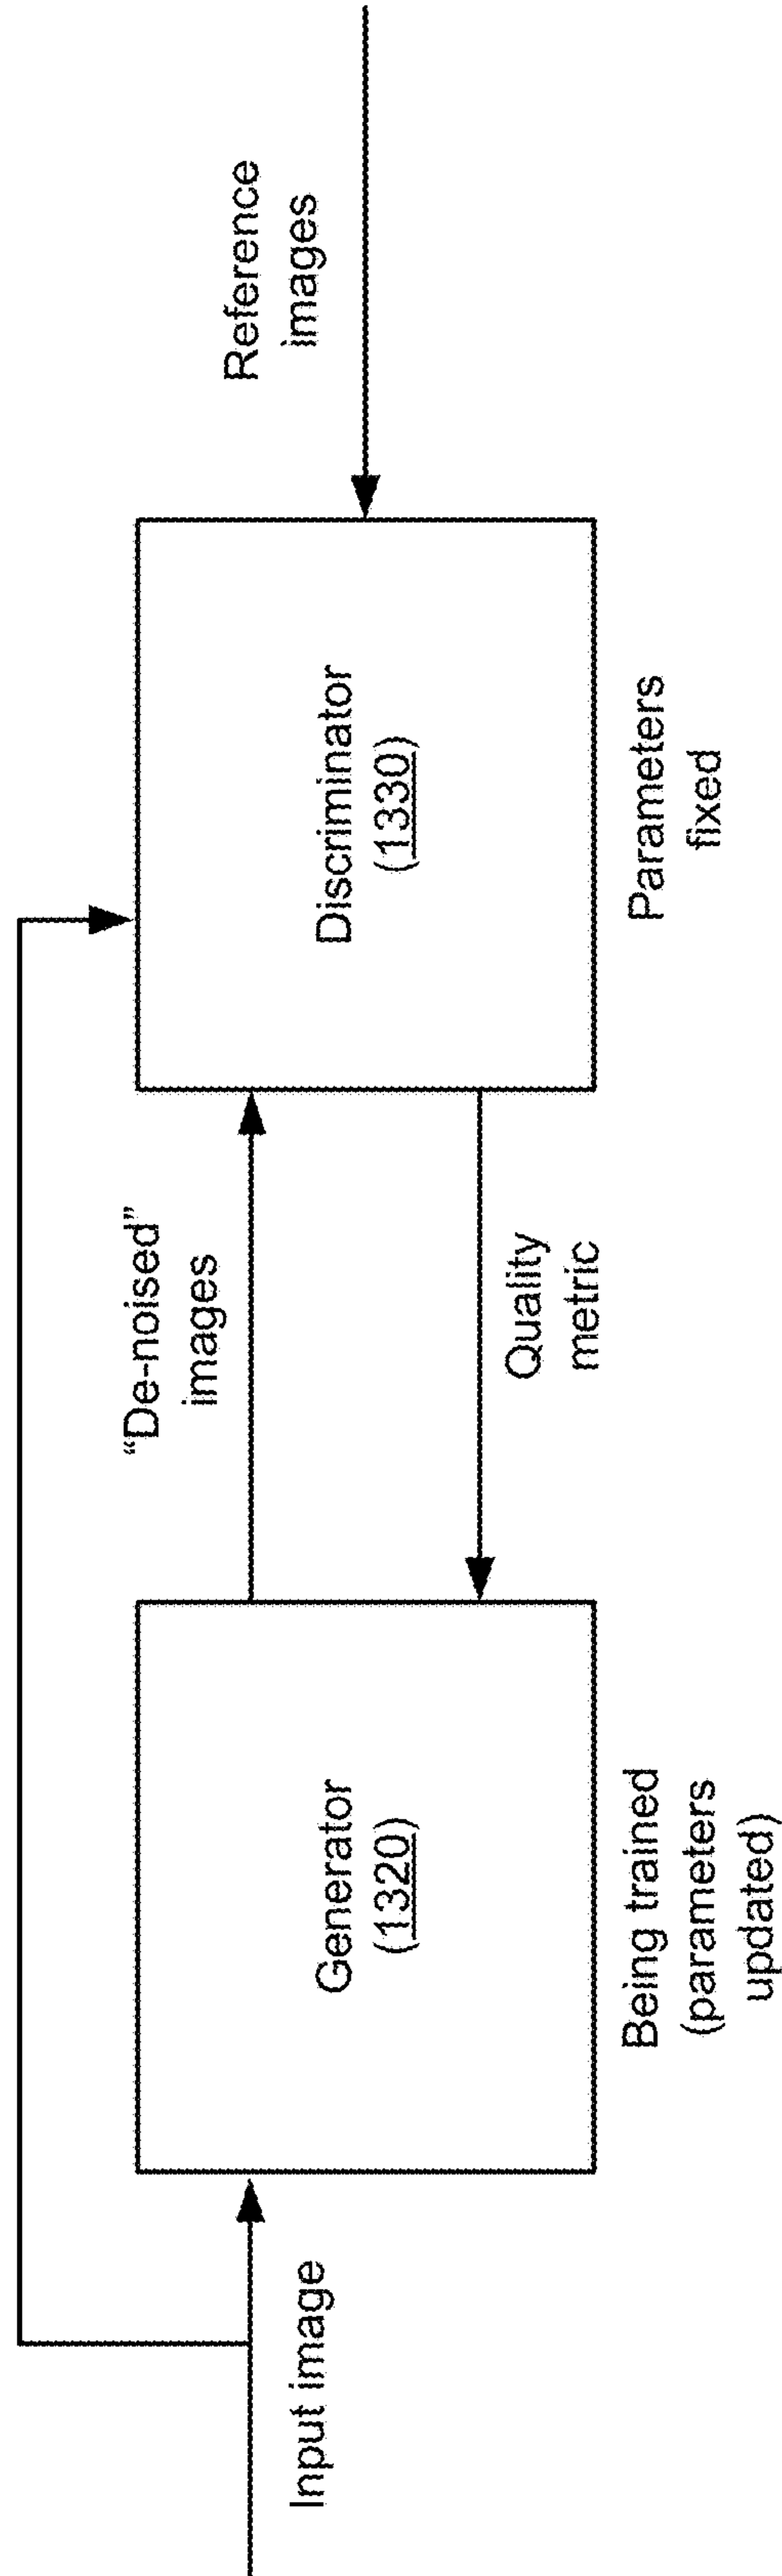 Input image
Generator
(1320)
Being trained
(parameters
updated)
“De-noised”
images
Quality
metric
Discriminator
(1330)
Parameters
fixed
Reference
images